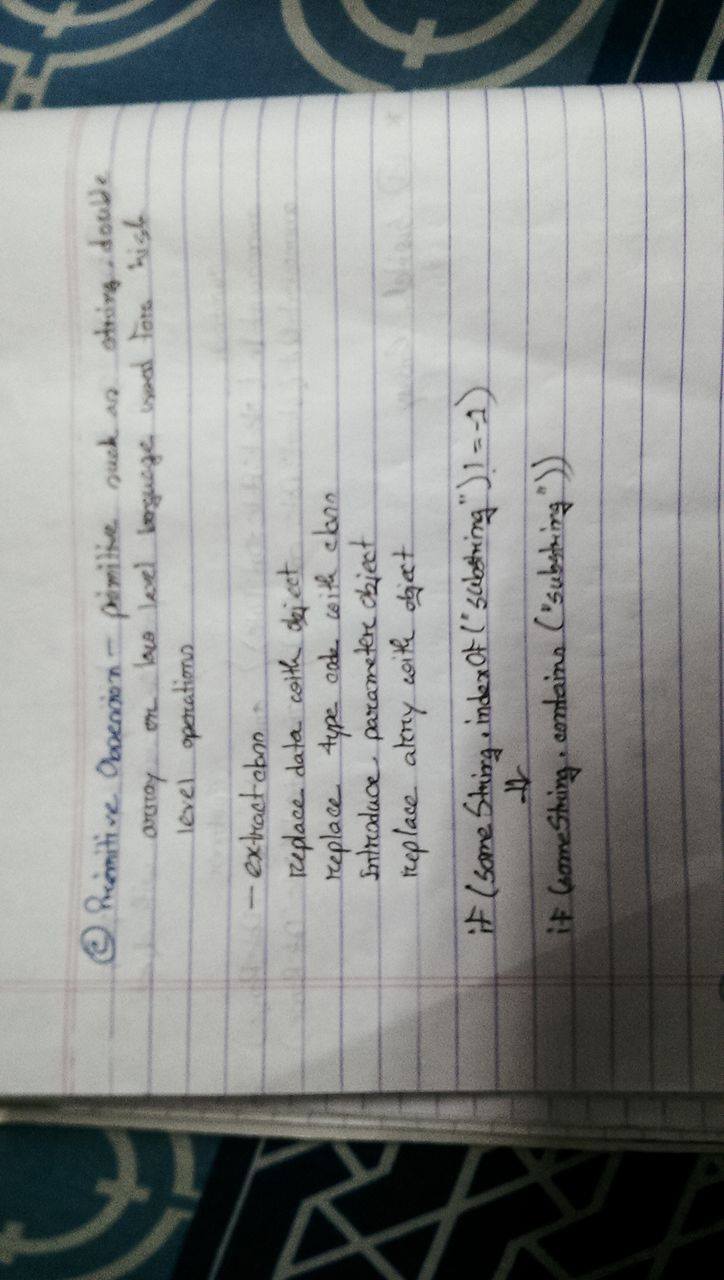 (c) Primitive Obsession – primitive such as string, double
array or low level language used for high
level operations
– extract class
replace data with object
replace type code with class
Introduce parameter object
replace array with object
if (some String.indexOf("substring") != -1)
⇓
if (someString.contains ("substring"))